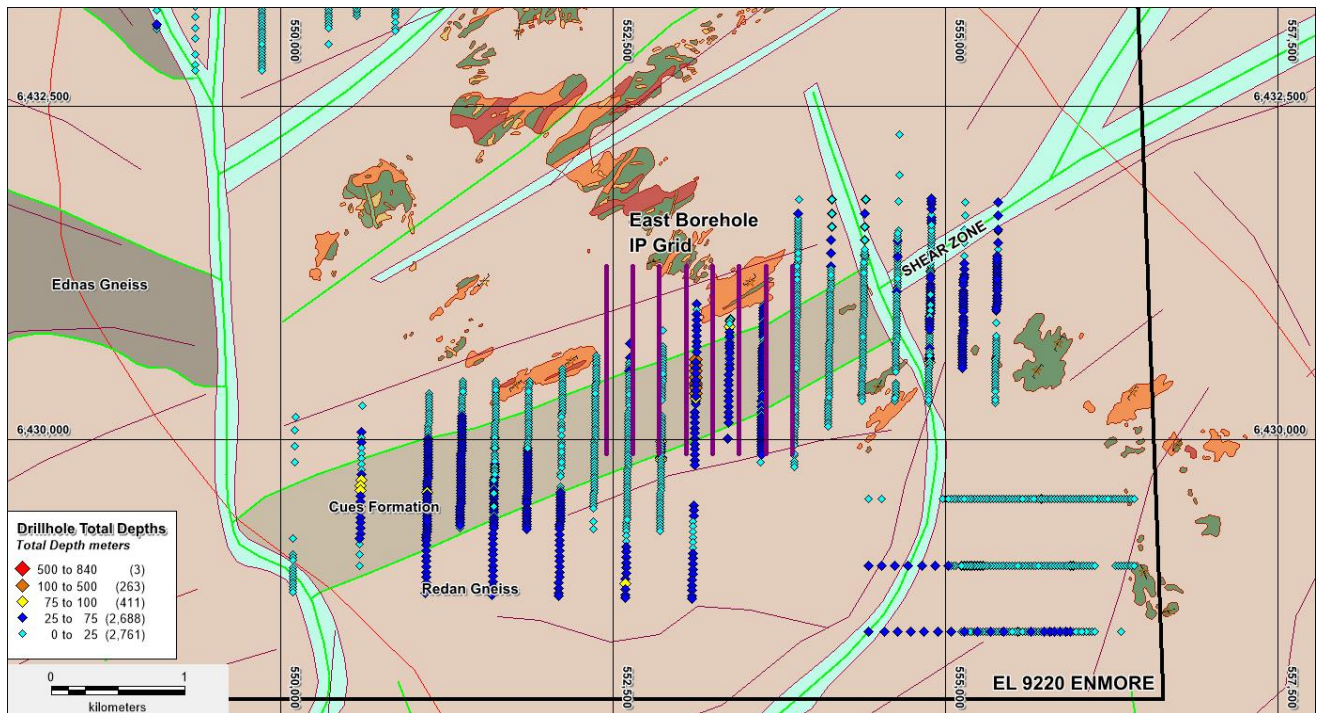 550,000
552,500
555,000
557,500
6,432,500
6,432,500
East Borehole
IP Grid
SHEAR ZONE
Ednas Gneiss
6,430,000
6,430,000
Cues Formation
Redan Gneiss
Drillhole Total Depths
Total Depth meters
500 to 840 (3)
100 to 500 (263)
75 to 100 (411)
25 to 75 (2,688)
0 to 25 (2,761)
0 1
kilometers
EL 9220 ENMORE
550,000
552,500
555,000
557,500